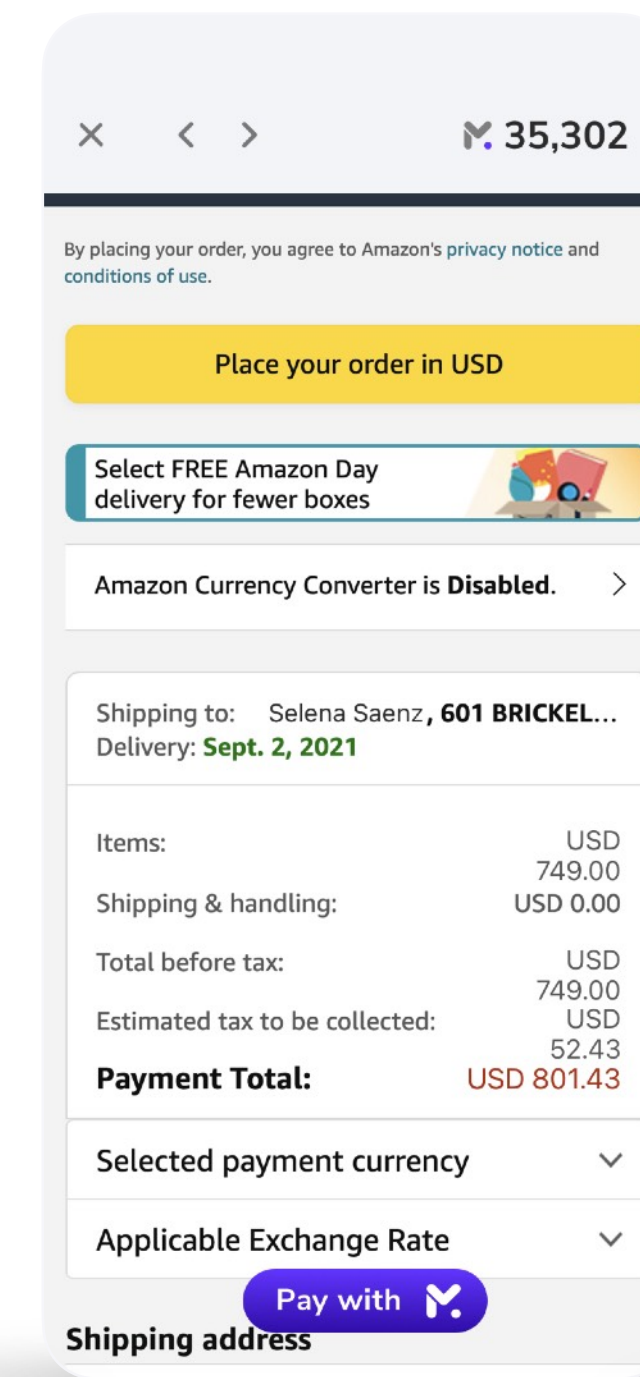 35,302
By placing your order, you agree to Amazon's privacy notice and
conditions of use.
Place your order in USD
Select FREE Amazon Day
delivery for fewer boxes
Amazon Currency Converter is Disabled.
Shipping to: Selena Saenz, 601 BRICKEL...
Delivery: Sept. 2, 2021
Items: USD
749.00
Shipping & handling: USD 0.00
Total before tax: USD
749.00
Estimated tax to be collected: USD
52.43
Payment Total: USD 801.43
Selected payment currency
Applicable Exchange Rate
Pay with
Shipping address